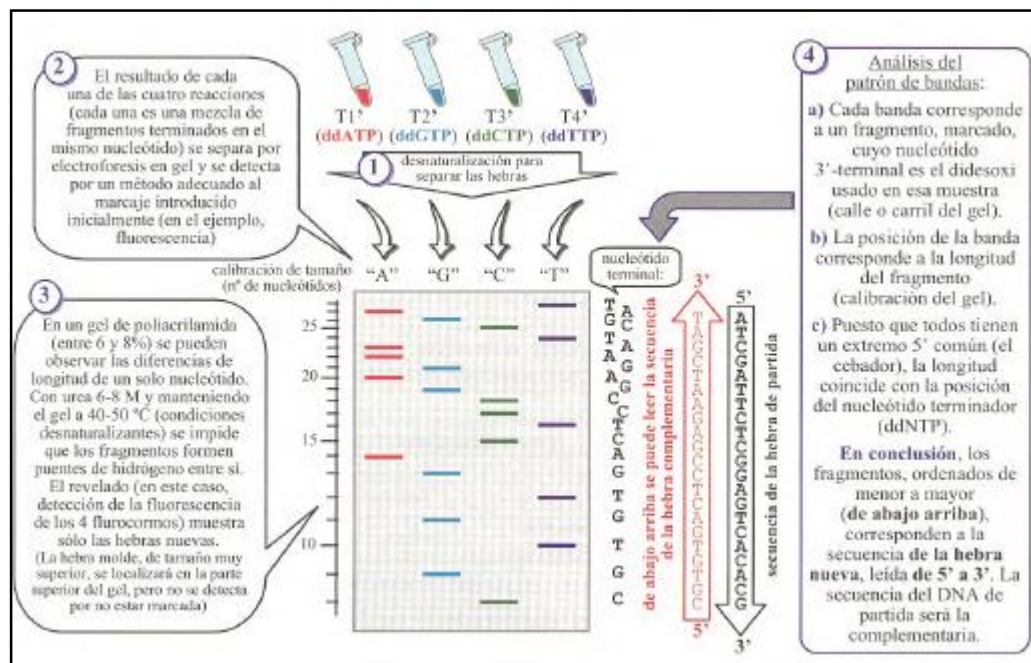 T1’ T2’ T3’ T4’
(ddATP) (ddGTP) (ddCTP) (ddTTP)
1
desnaturalización para
separar las hebras
2
El resultado de cada
una de las cuatro reacciones
(cada una es una mezcla de
fragmentos terminados en el
mismo nucleótido) se separa por
electroforesis en gel y se detecta
por un método adecuado al
marcaje introducido
inicialmente (en el ejemplo,
fluorescencia)
3
En un gel de poliacrilamida
(entre 6 y 8%) se pueden
observar las diferencias de
longitud de un solo nucleótido.
Con urea 6-8 M y manteniendo
el gel a 40-50 ºC (condiciones
desnaturalizantes) se impide
que los fragmentos formen
puentes de hidrógeno entre sí.
El revelado (en este caso,
detección de la fluorescencia
de los 4 flurocormos) muestra
sólo las hebras nuevas.
(La hebra molde, de tamaño muy
superior, se localizará en la parte
superior del gel, pero no se detecta
por no estar marcada)
calibración de tamaño
(nº de nucleótidos)
“A” “G” “C” “T”
25
20
15
10
nucleótido
terminal:
T
A
G
C
T
A
A
G
A
G
C
C
T
C
A
G
T
G
T
G
C
de abajo arriba se puede leer la secuencia
de la hebra complementaria
3’
TAGCTAAGAGCCTCAGTGTGC
5’
5’
ATCGATTCTCGGAGTCACACG
3’
secuencia de la hebra de partida
4
Análisis del
patrón de bandas:
a) Cada banda corresponde
a un fragmento, marcado,
cuyo nucleótido
3’-terminal es el didesoxi
usado en esa muestra
(calle o carril del gel).
b) La posición de la banda
corresponde a la longitud
del fragmento
(calibración del gel).
c) Puesto que todos tienen
un extremo 5’ común (el
cebador), la longitud
coincide con la posición
del nucleótido terminador
(ddNTP).
En conclusión, los
fragmentos, ordenados de
menor a mayor
(de abajo arriba),
corresponden a la
secuencia de la hebra
nueva, leída de 5’ a 3’. La
secuencia del DNA de
partida será la
complementaria.